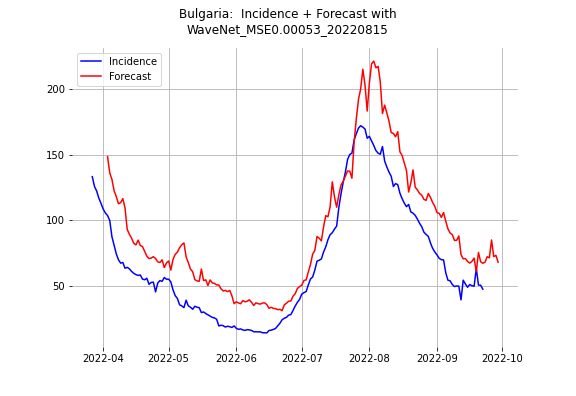 Bulgaria:  Incidence + Forecast with
WaveNet_MSE0.00053_20220815
Incidence
Forecast
200
150
100
50
2022-04 2022-05 2022-06 2022-07 2022-08 2022-09 2022-10